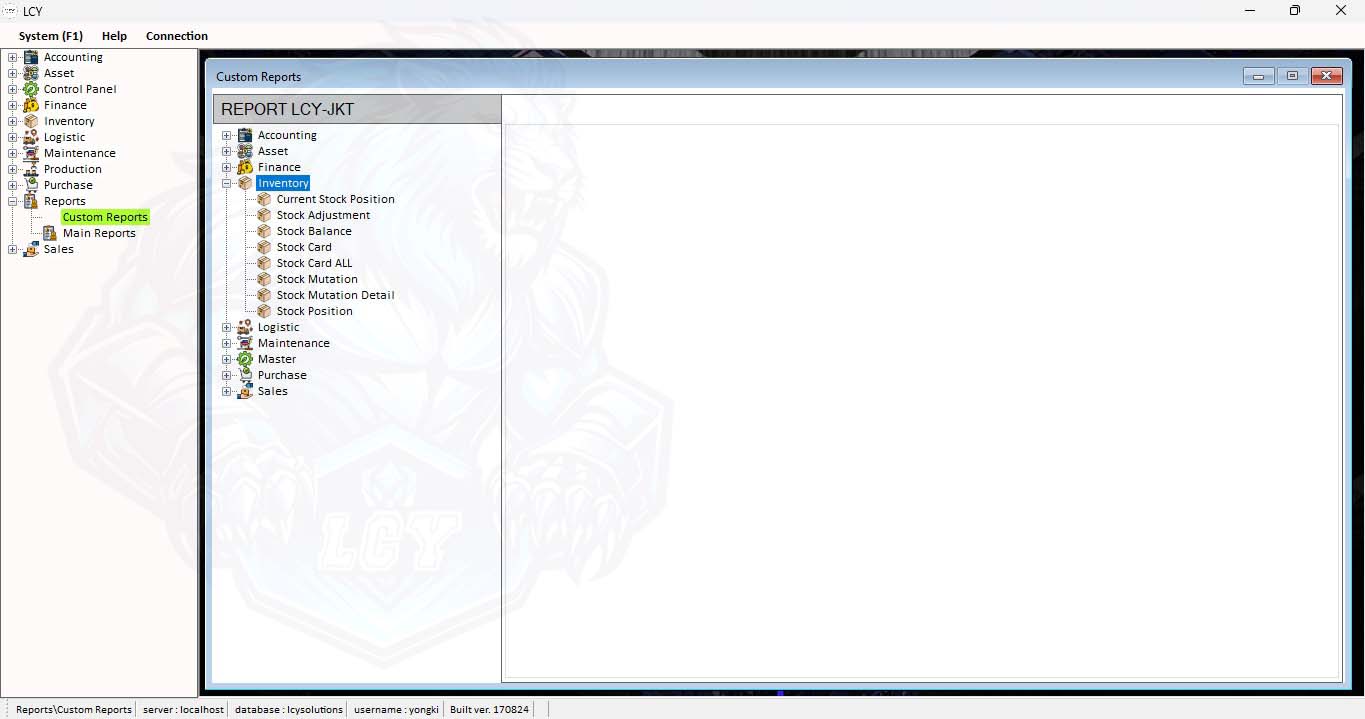 LCY
System (F1) Help Connection
Accounting
Asset
Control Panel
Finance
Inventory
Logistic
Maintenance
Production
Purchase
Reports
Custom Reports
Main Reports
Sales
Custom Reports
REPORT LCY-JKT
Accounting
Asset
Finance
Inventory
Current Stock Position
Stock Adjustment
Stock Balance
Stock Card
Stock Card ALL
Stock Mutation
Stock Mutation Detail
Stock Position
Logistic
Maintenance
Master
Purchase
Sales
LCY
Reports\Custom Reports server : localhost database : lcysolutions username : yongki Built ver. 170824